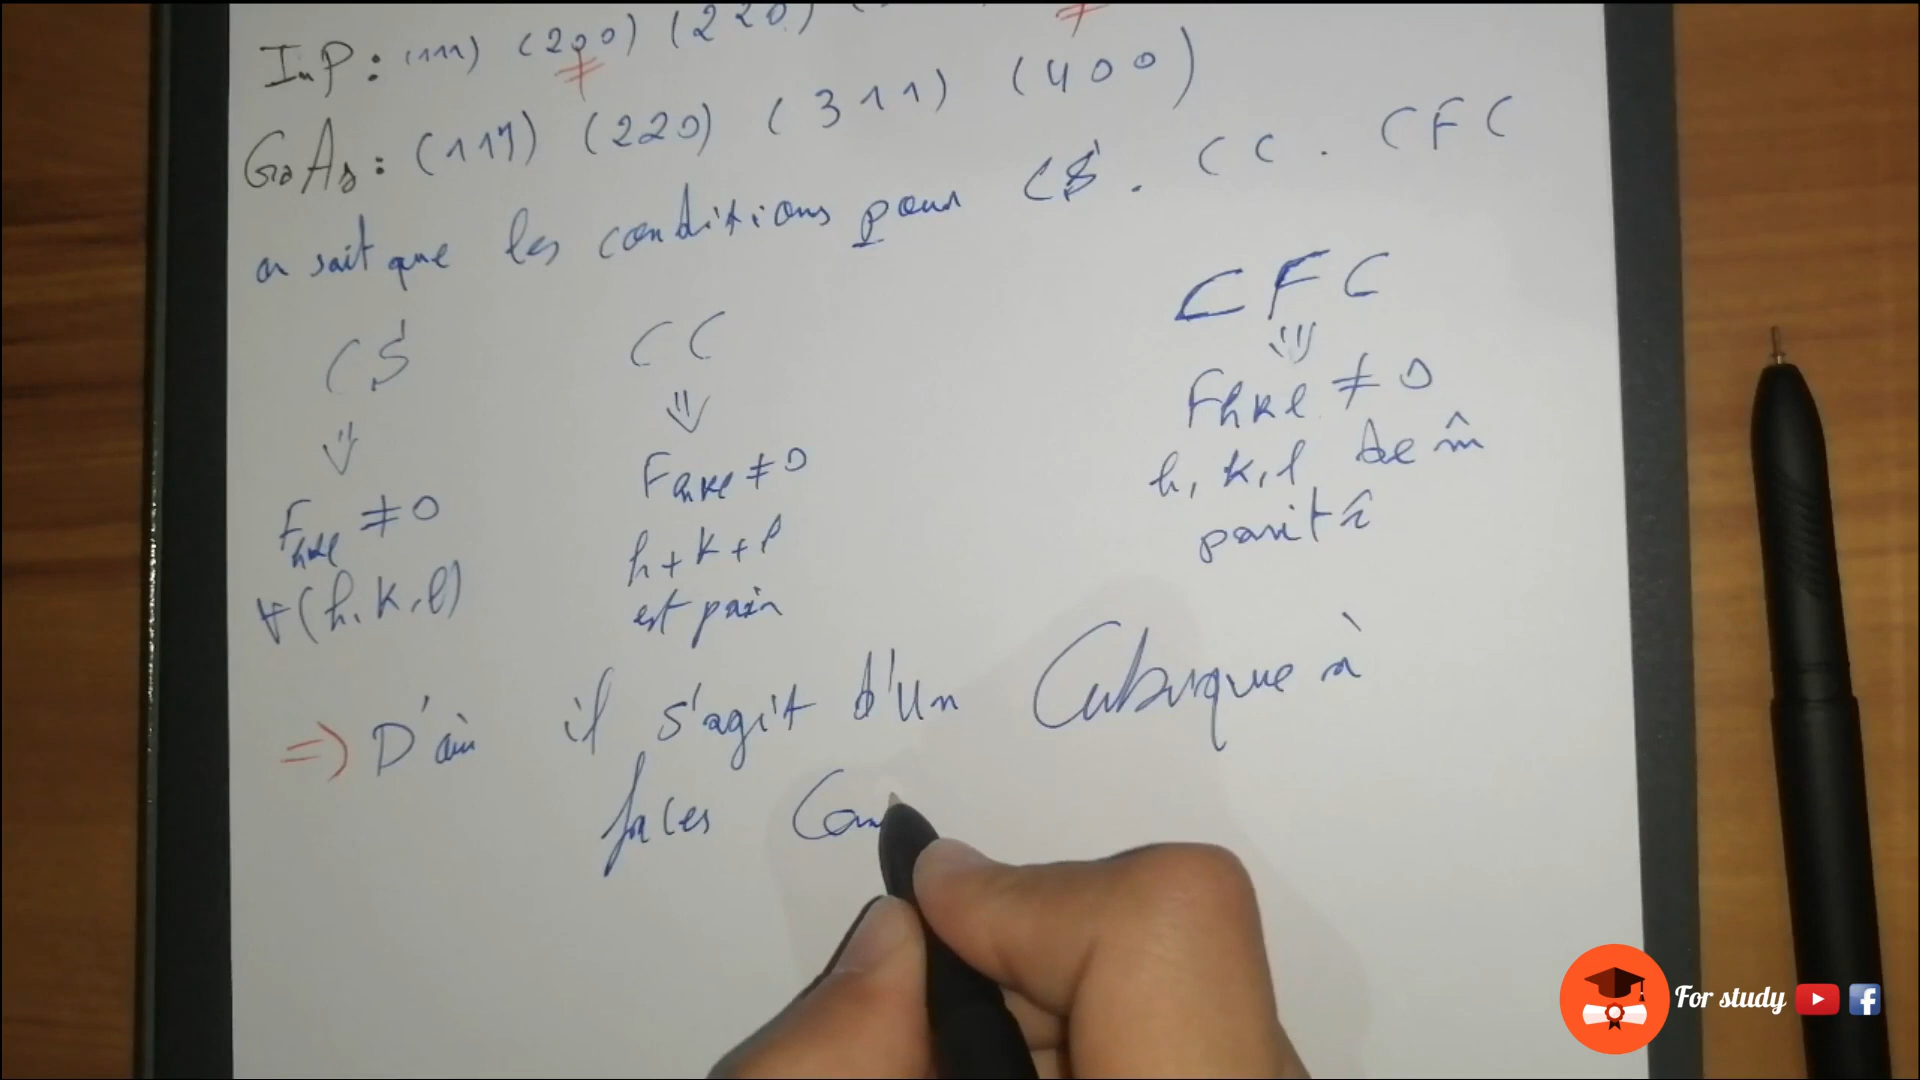 InP : (111) (200) (220)
GaAs : (111) (220) (311) (400)
on sait que les conditions pour CS . CC . CFC
CS CC CFC
⇓ ⇓ ⇓
Fhkl ≠ 0 Fhkl ≠ 0 Fhkl ≠ 0
∀(h,k,l) h+k+l h, k, l de m̂
est pair parité
=> D'où il s'agit d'un Cubique à
faces
For study